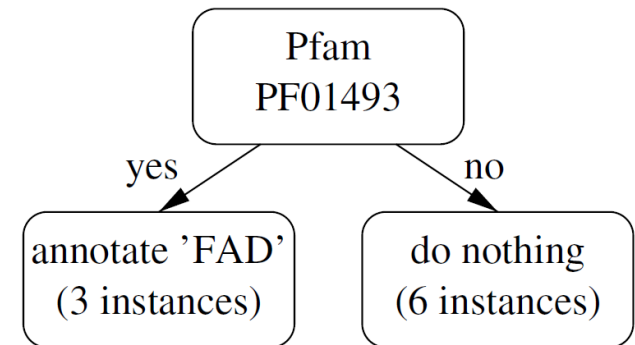 Pfam
PF01493
yes
no
annotate ’FAD’
(3 instances)
do nothing
(6 instances)